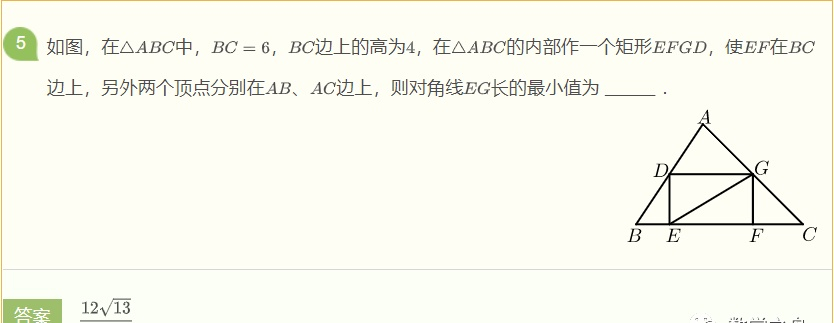 5 如图，在△ABC中，BC = 6，BC边上的高为4，在△ABC的内部作一个矩形EFGD，使EF在BC
边上，另外两个顶点分别在AB、AC边上，则对角线EG长的最小值为 _____ .
A
D G
B E F C
答案 12√13